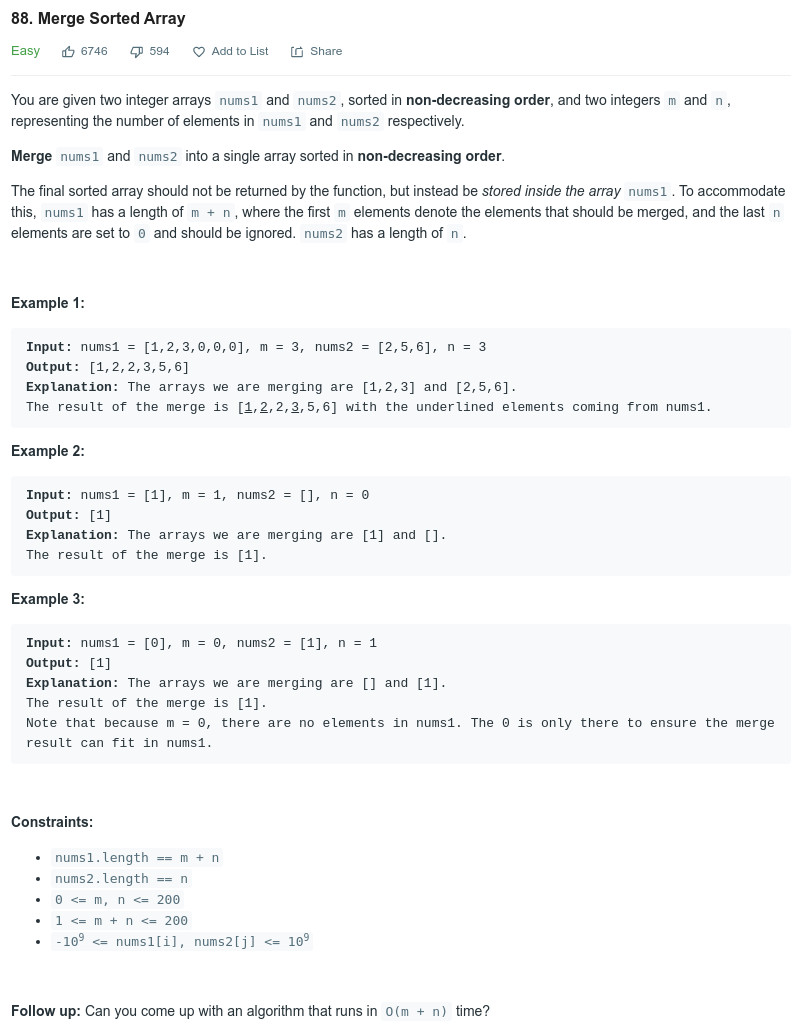 88. Merge Sorted Array
Easy 6746 594 Add to List Share
You are given two integer arrays nums1 and nums2, sorted in non-decreasing order, and two integers m and n,
representing the number of elements in nums1 and nums2 respectively.
Merge nums1 and nums2 into a single array sorted in non-decreasing order.
The final sorted array should not be returned by the function, but instead be stored inside the array nums1. To accommodate
this, nums1 has a length of m + n, where the first m elements denote the elements that should be merged, and the last n
elements are set to 0 and should be ignored. nums2 has a length of n.
Example 1:
Input: nums1 = [1,2,3,0,0,0], m = 3, nums2 = [2,5,6], n = 3
Output: [1,2,2,3,5,6]
Explanation: The arrays we are merging are [1,2,3] and [2,5,6].
The result of the merge is [1,2,2,3,5,6] with the underlined elements coming from nums1.
Example 2:
Input: nums1 = [1], m = 1, nums2 = [], n = 0
Output: [1]
Explanation: The arrays we are merging are [1] and [].
The result of the merge is [1].
Example 3:
Input: nums1 = [0], m = 0, nums2 = [1], n = 1
Output: [1]
Explanation: The arrays we are merging are [] and [1].
The result of the merge is [1].
Note that because m = 0, there are no elements in nums1. The 0 is only there to ensure the merge
result can fit in nums1.
Constraints:
• nums1.length == m + n
• nums2.length == n
• 0 <= m, n <= 200
• 1 <= m + n <= 200
• -10⁹ <= nums1[i], nums2[j] <= 10⁹
Follow up: Can you come up with an algorithm that runs in O(m + n) time?